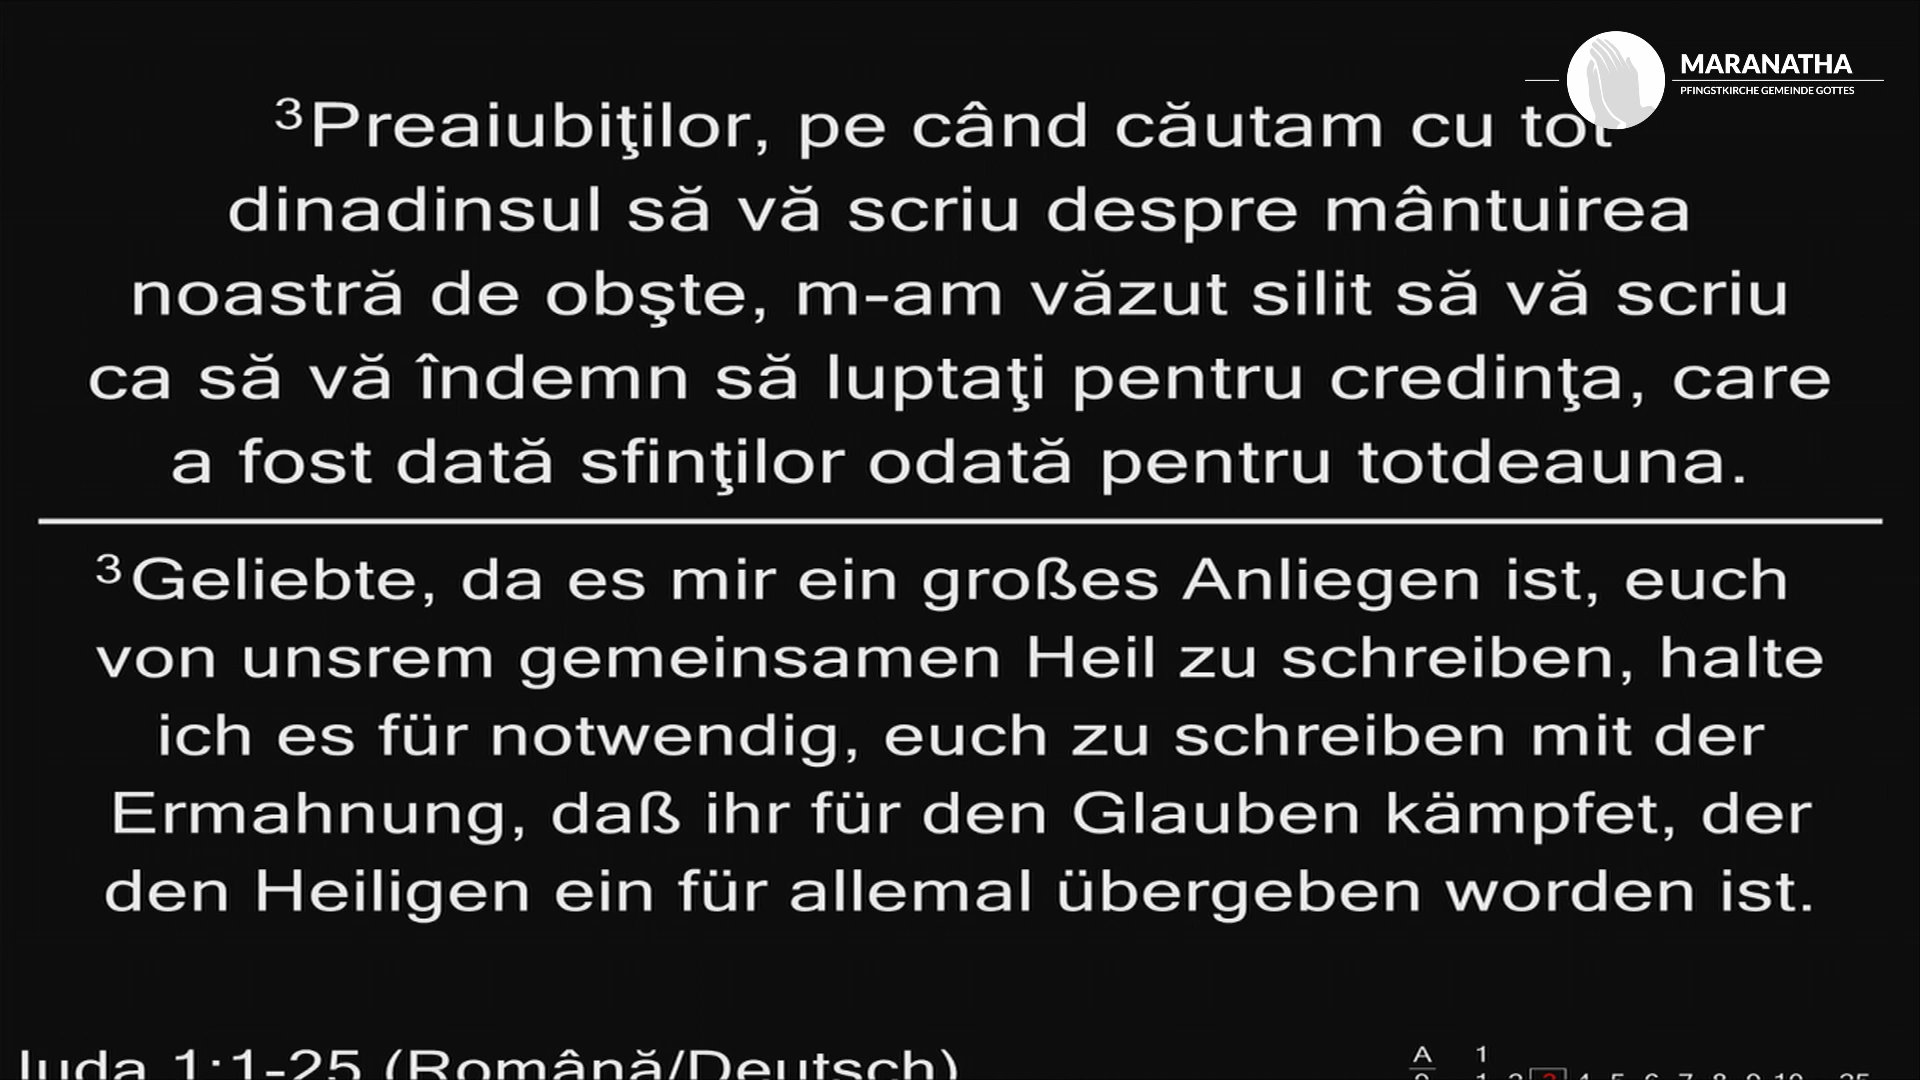 MARANATHA
PFINGSTKIRCHE GEMEINDE GOTTES
³Preaiubiţilor, pe când căutam cu tot
dinadinsul să vă scriu despre mântuirea
noastră de obşte, m-am văzut silit să vă scriu
ca să vă îndemn să luptaţi pentru credinţa, care
a fost dată sfinţilor odată pentru totdeauna.
³Geliebte, da es mir ein großes Anliegen ist, euch
von unsrem gemeinsamen Heil zu schreiben, halte
ich es für notwendig, euch zu schreiben mit der
Ermahnung, daß ihr für den Glauben kämpfet, der
den Heiligen ein für allemal übergeben worden ist.
Iuda 1:1-25 (Română/Deutsch)
A 1